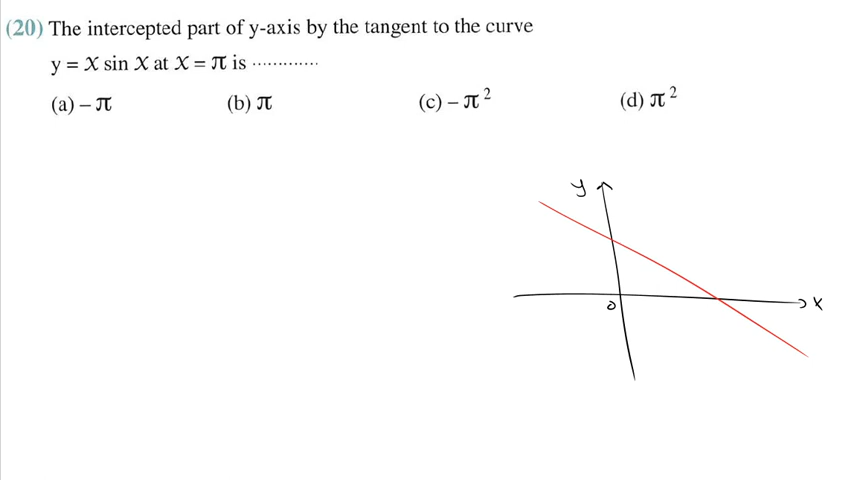 (20) The intercepted part of y-axis by the tangent to the curve
y = X sin X at X = π is .............
(a) – π (b) π (c) – π² (d) π²
y
o x